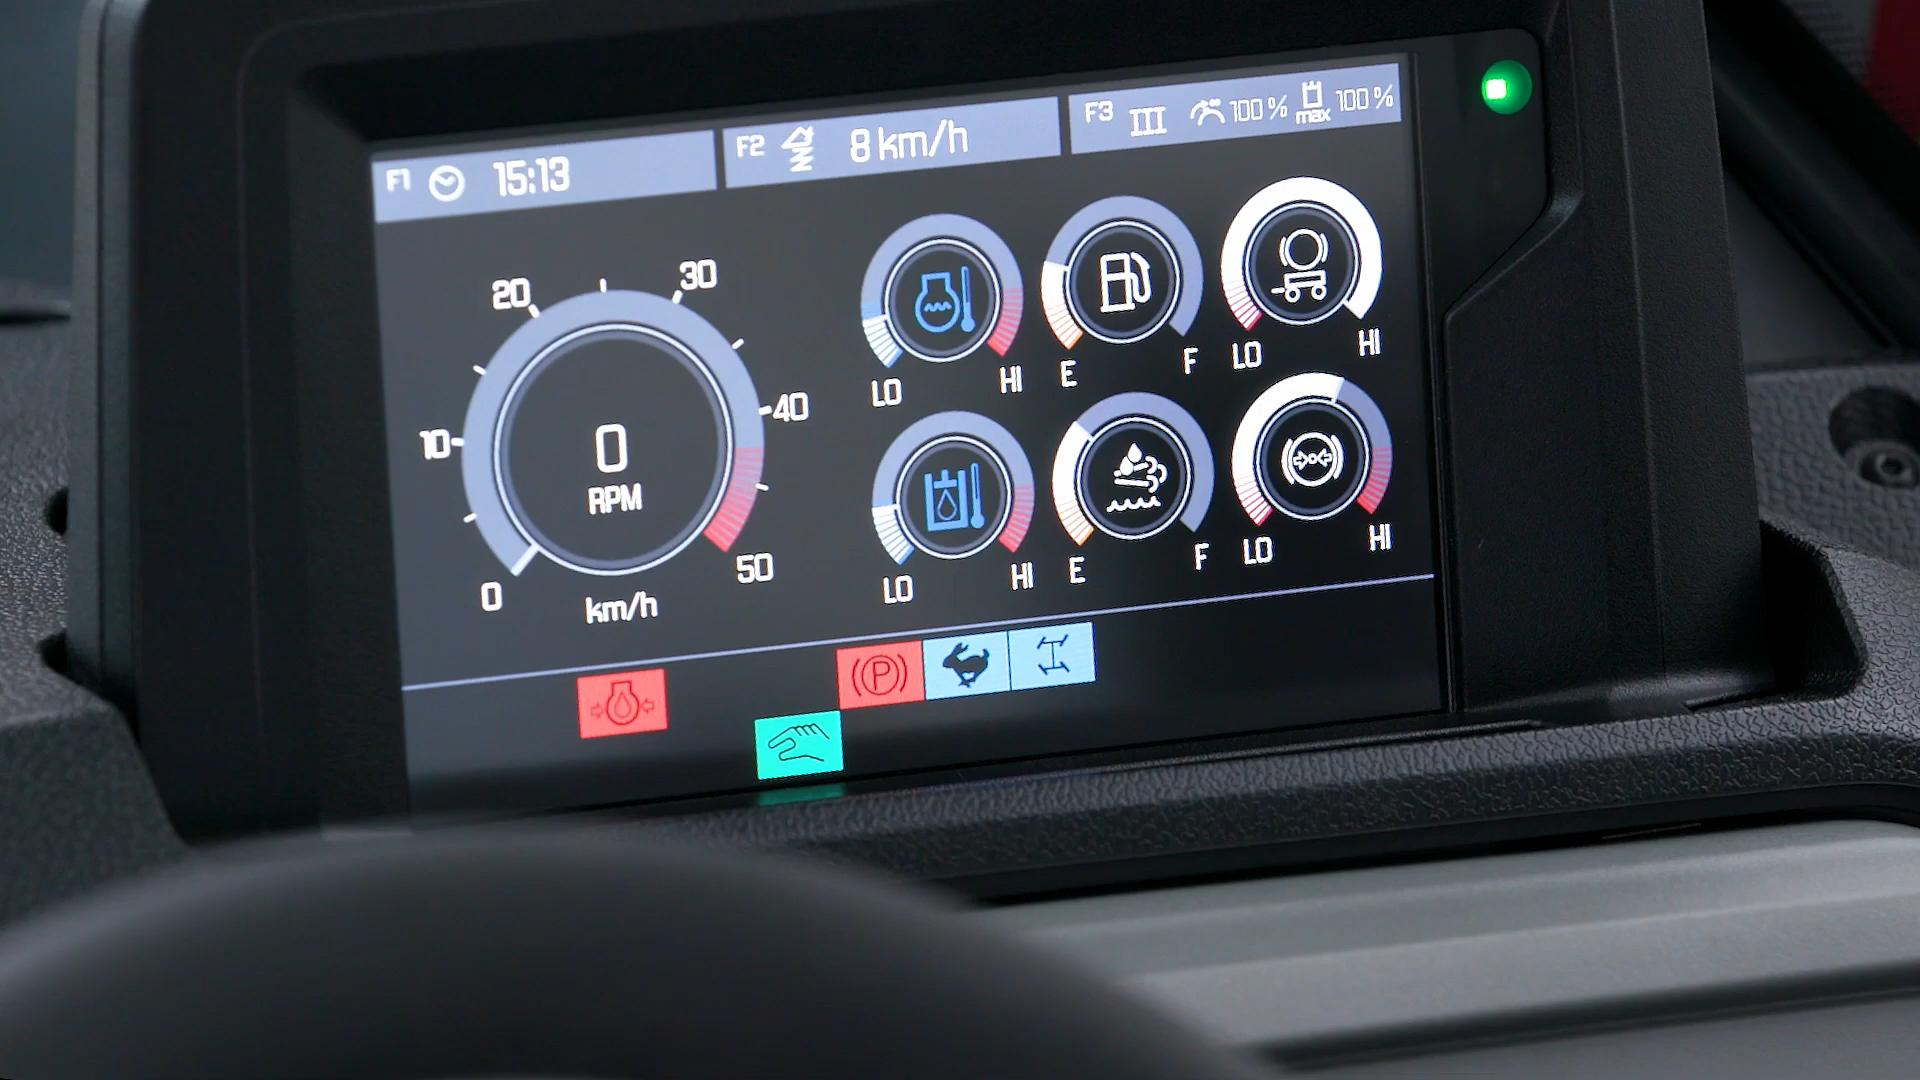 F1 15:13
F2 8 km/h
F3 III 100 % max 100 %
0 10 20 30 40 50
0
RPM
km/h
LO HI
E F
LO HI
LO HI
E F
LO HI
P